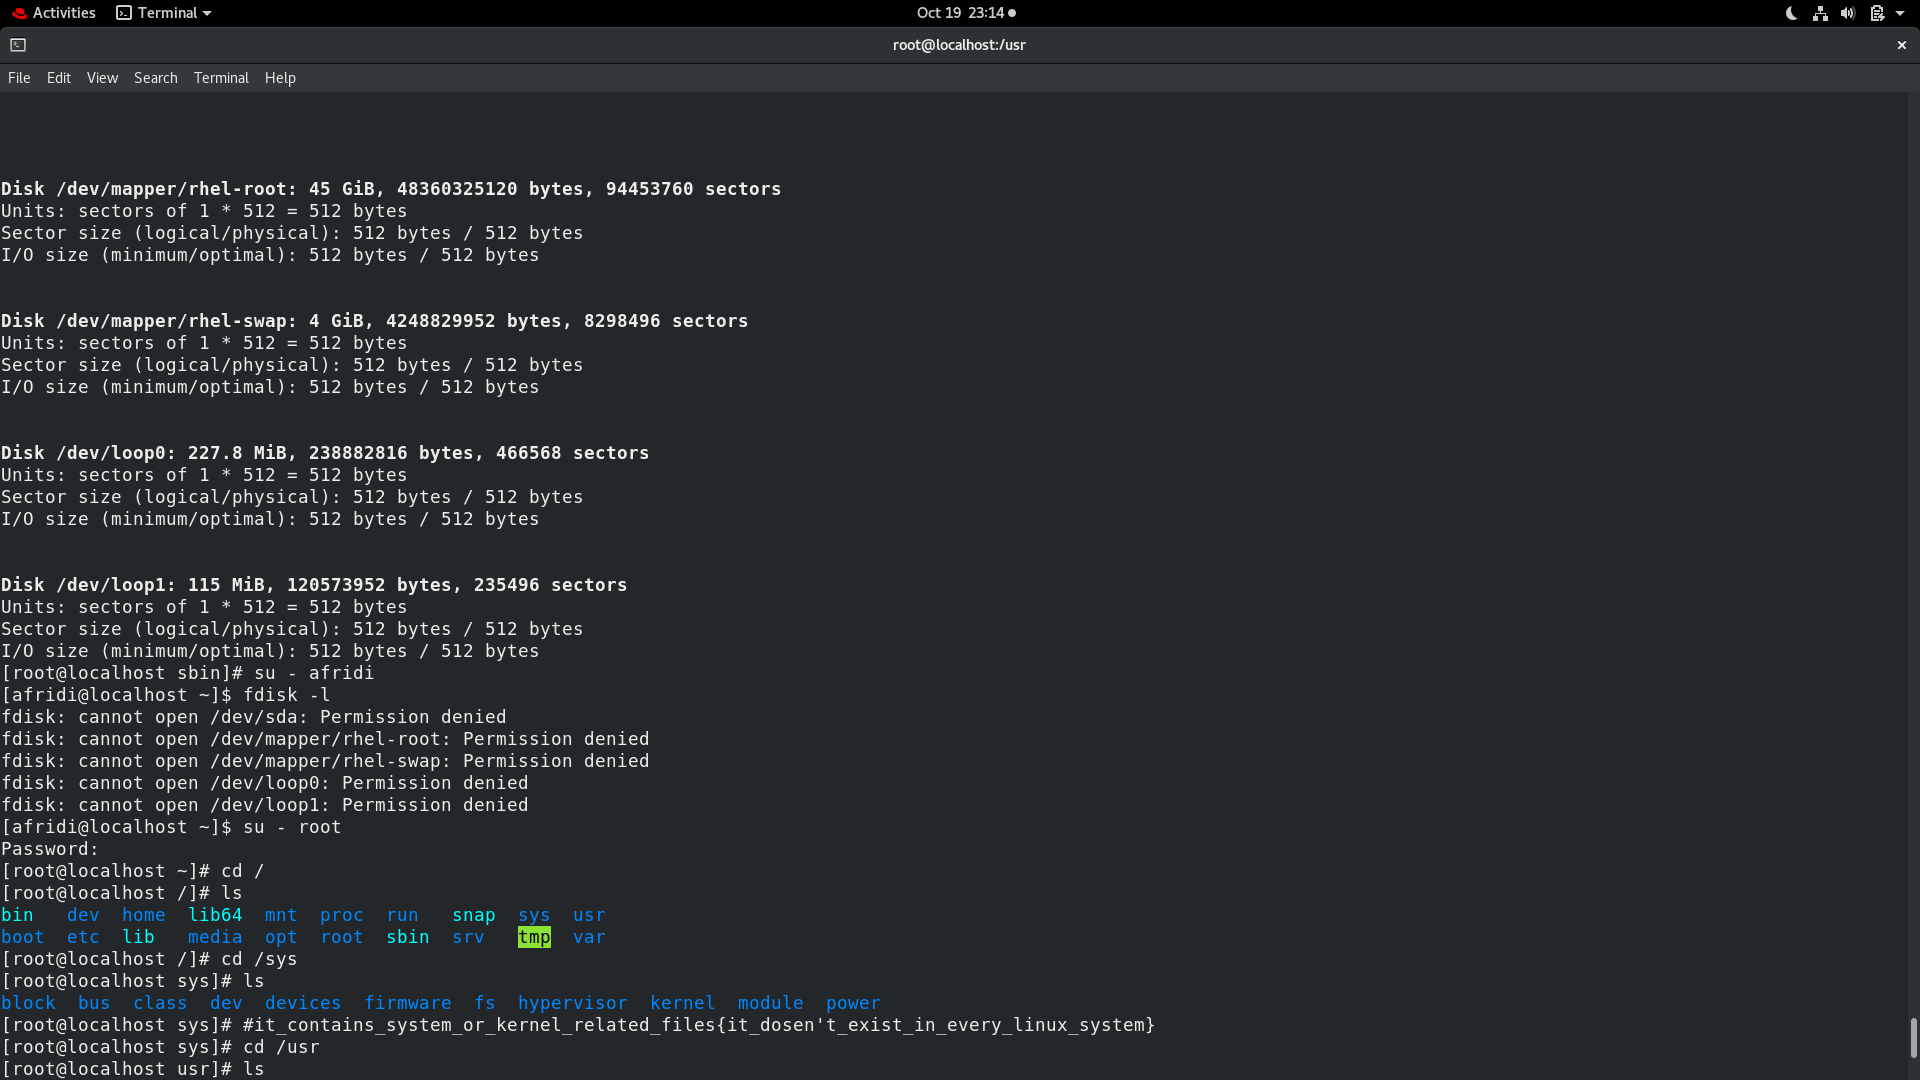 Activities Terminal Oct 19 23:14
root@localhost:/usr
File Edit View Search Terminal Help
Disk /dev/mapper/rhel-root: 45 GiB, 48360325120 bytes, 94453760 sectors
Units: sectors of 1 * 512 = 512 bytes
Sector size (logical/physical): 512 bytes / 512 bytes
I/O size (minimum/optimal): 512 bytes / 512 bytes
Disk /dev/mapper/rhel-swap: 4 GiB, 4248829952 bytes, 8298496 sectors
Units: sectors of 1 * 512 = 512 bytes
Sector size (logical/physical): 512 bytes / 512 bytes
I/O size (minimum/optimal): 512 bytes / 512 bytes
Disk /dev/loop0: 227.8 MiB, 238882816 bytes, 466568 sectors
Units: sectors of 1 * 512 = 512 bytes
Sector size (logical/physical): 512 bytes / 512 bytes
I/O size (minimum/optimal): 512 bytes / 512 bytes
Disk /dev/loop1: 115 MiB, 120573952 bytes, 235496 sectors
Units: sectors of 1 * 512 = 512 bytes
Sector size (logical/physical): 512 bytes / 512 bytes
I/O size (minimum/optimal): 512 bytes / 512 bytes
[root@localhost sbin]# su - afridi
[afridi@localhost ~]$ fdisk -l
fdisk: cannot open /dev/sda: Permission denied
fdisk: cannot open /dev/mapper/rhel-root: Permission denied
fdisk: cannot open /dev/mapper/rhel-swap: Permission denied
fdisk: cannot open /dev/loop0: Permission denied
fdisk: cannot open /dev/loop1: Permission denied
[afridi@localhost ~]$ su - root
Password:
[root@localhost ~]# cd /
[root@localhost /]# ls
bin dev home lib64 mnt proc run snap sys usr
boot etc lib media opt root sbin srv tmp var
[root@localhost /]# cd /sys
[root@localhost sys]# ls
block bus class dev devices firmware fs hypervisor kernel module power
[root@localhost sys]# #it_contains_system_or_kernel_related_files{it_dosen't_exist_in_every_linux_system}
[root@localhost sys]# cd /usr
[root@localhost usr]# ls